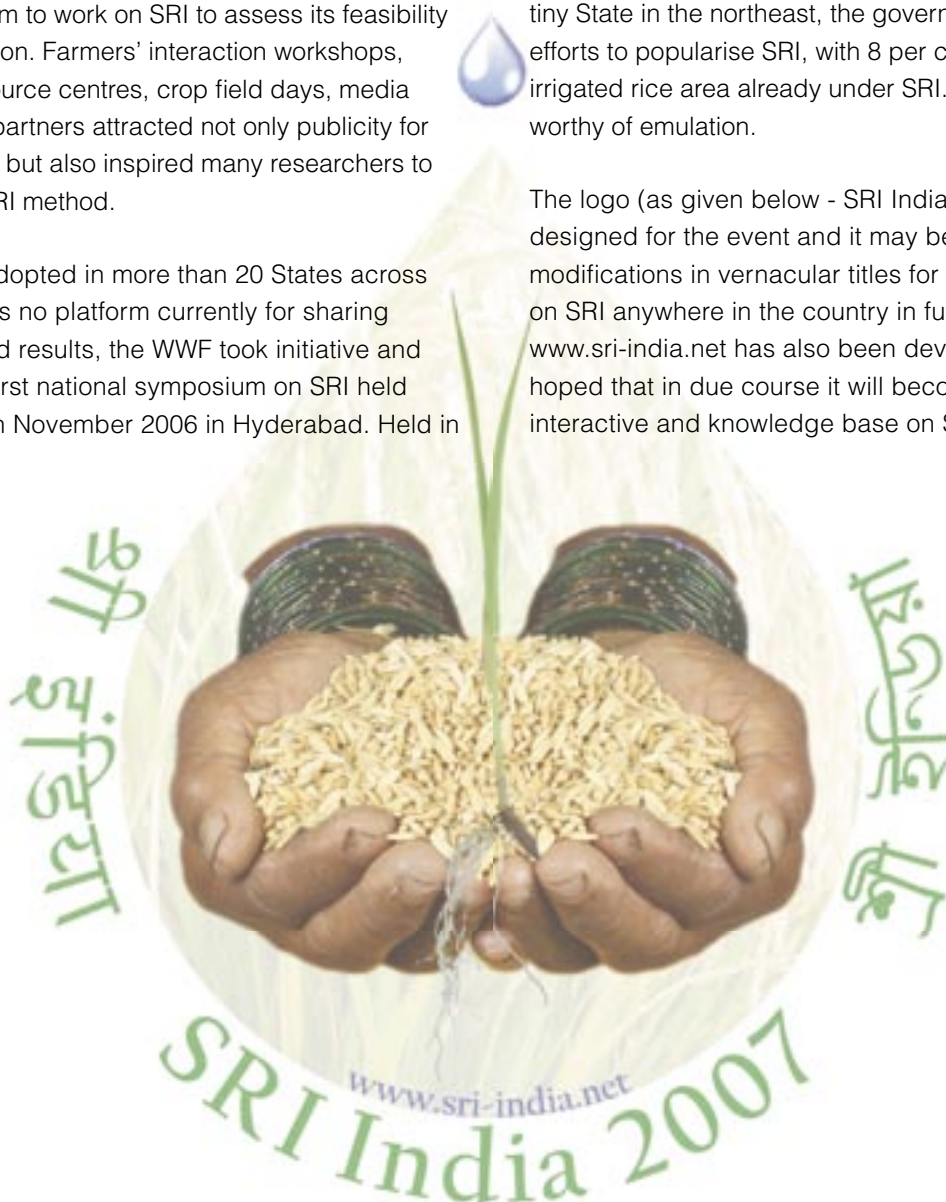 m to work on SRI to assess its feasibility
on. Farmers' interaction workshops,
urce centres, crop field days, media
partners attracted not only publicity for
but also inspired many researchers to
RI method.
dopted in more than 20 States across
s no platform currently for sharing
d results, the WWF took initiative and
rst national symposium on SRI held
n November 2006 in Hyderabad. Held in
tiny State in the northeast, the govern
efforts to popularise SRI, with 8 per c
irrigated rice area already under SRI.
worthy of emulation.
The logo (as given below - SRI India
designed for the event and it may be
modifications in vernacular titles for
on SRI anywhere in the country in fu
www.sri-india.net has also been dev
hoped that in due course it will beco
interactive and knowledge base on S
श्री इंडिया
www.sri-india.net
SRI India 2007